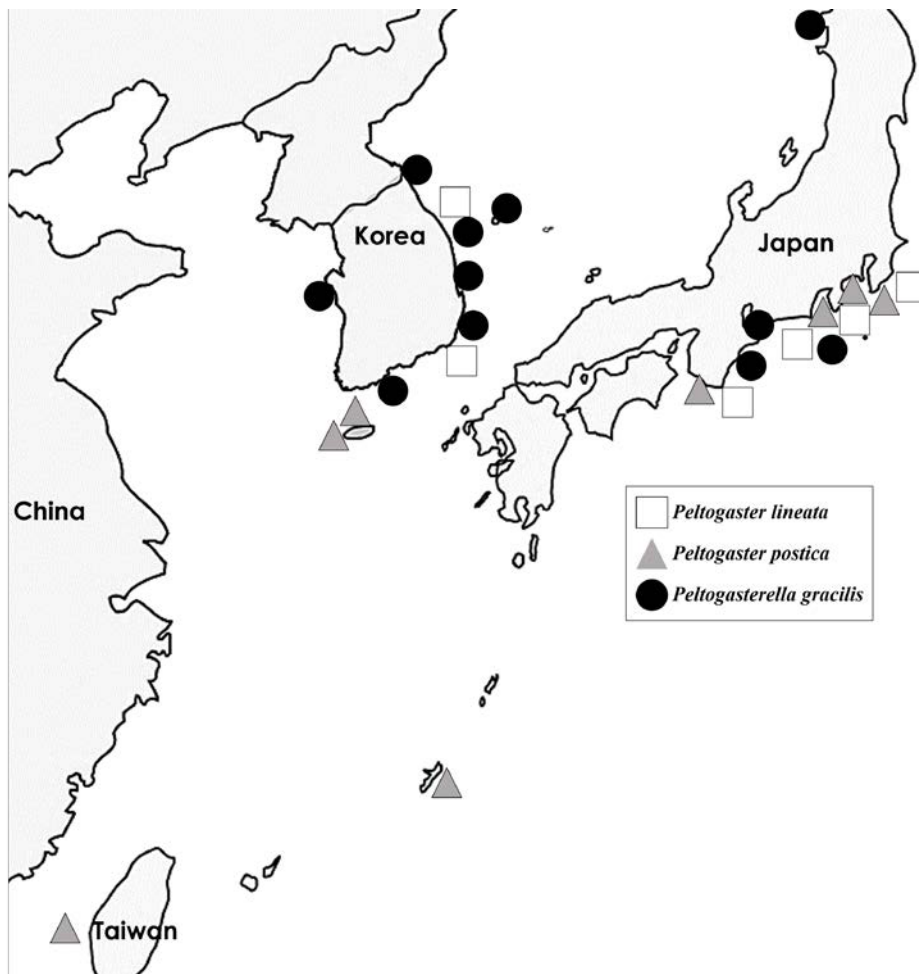 Korea
Japan
China
Peltogaster lineata
Peltogaster postica
Peltogasterella gracilis
Taiwan